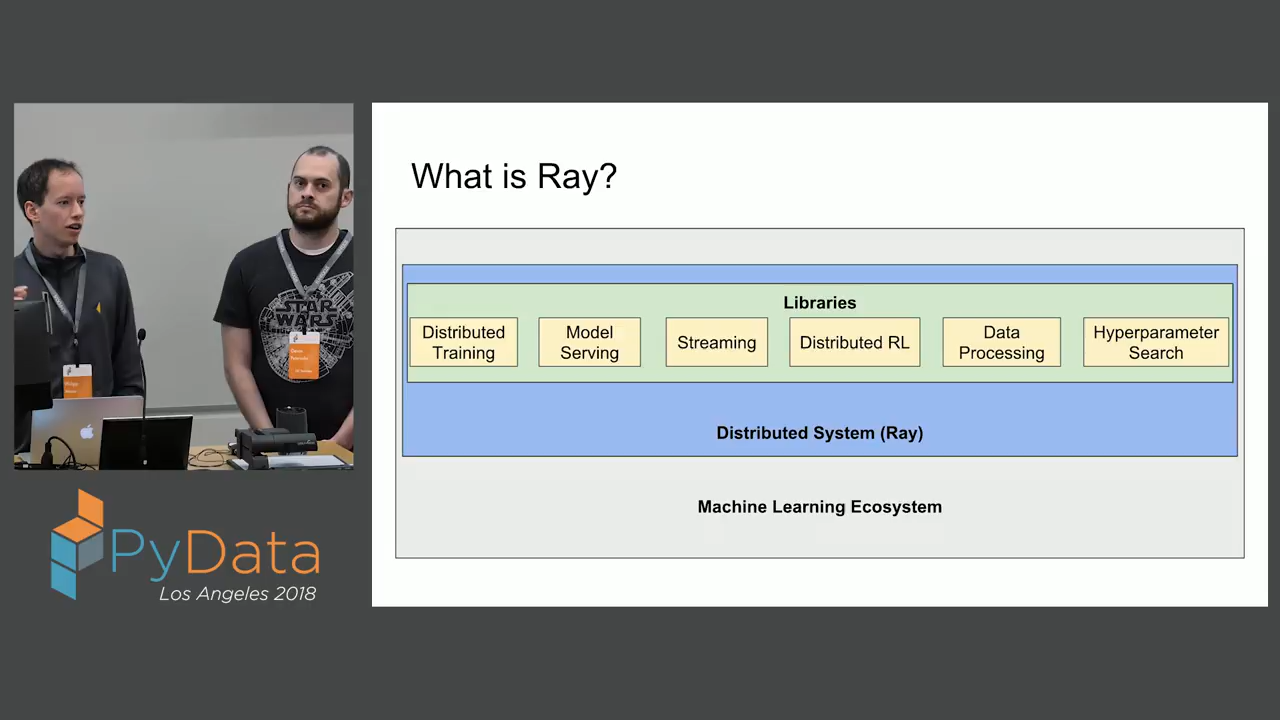 What is Ray?
Libraries
Distributed
Training
Model
Serving
Streaming
Distributed RL
Data
Processing
Hyperparameter
Search
Distributed System (Ray)
Machine Learning Ecosystem
STAR
WARS
PyData
Los Angeles 2018